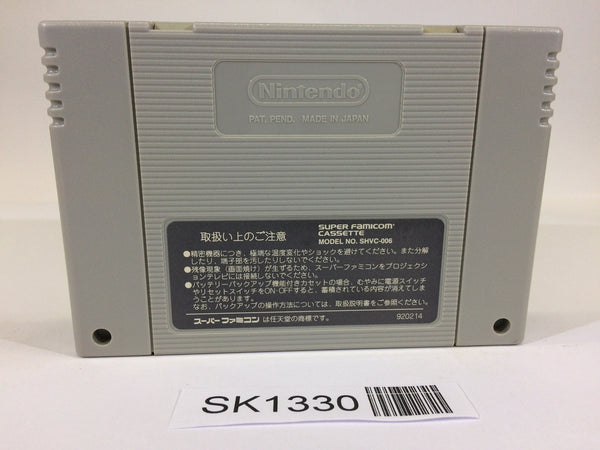 Nintendo
PAT. PEND. MADE IN JAPAN
取扱い上のご注意
SUPER FAMICOM
CASSETTE
MODEL NO. SHVC-006
●精密機器につき、極端な温度変化やショックを避けてください。また分解
したり、端子部を汚したりしないでください。
●残像現象（画面焼け）が生ずるため、スーパーファミコンをプロジェクシ
ョンテレビには接続しないでください。
●バッテリーバックアップ機能付きカセットの場合、むやみに電源スイッチ
やリセットスイッチをON-OFFすると、蓄積されている内容が消えてしま
うことがあります。
なお、バックアップの操作方法については、取扱説明書をご参照ください。
スーパーファミコン は任天堂の商標です。
920214
SK1330